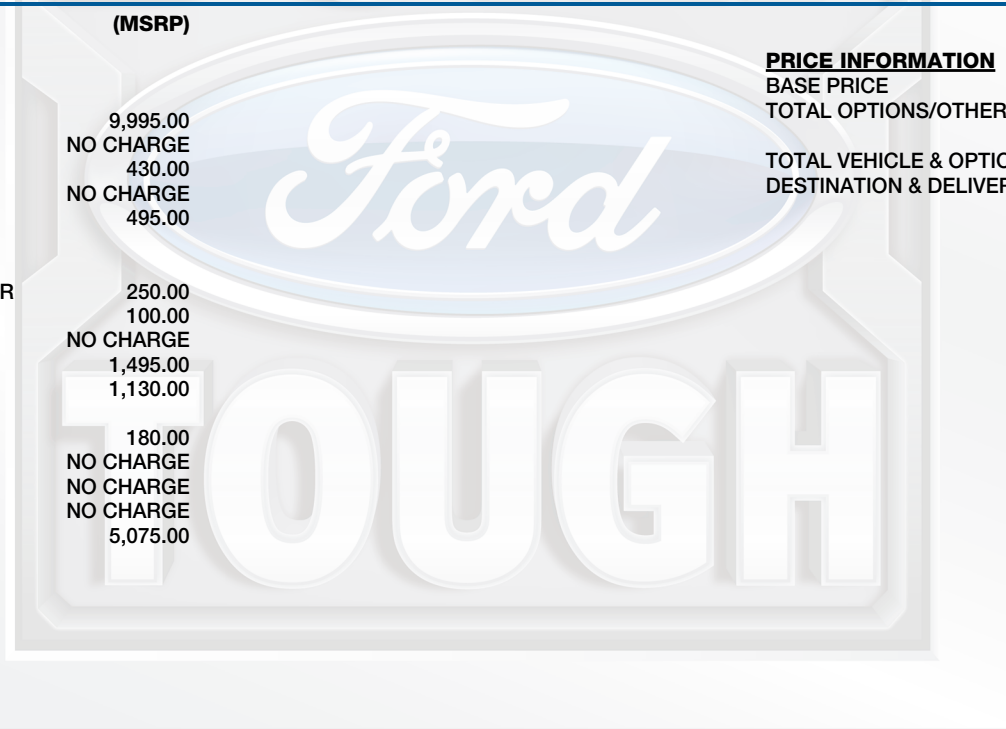 (MSRP)
9,995.00
NO CHARGE
430.00
NO CHARGE
495.00
R 250.00
100.00
NO CHARGE
1,495.00
1,130.00
180.00
NO CHARGE
NO CHARGE
NO CHARGE
5,075.00
PRICE INFORMATION
BASE PRICE
TOTAL OPTIONS/OTHER
TOTAL VEHICLE & OPTIO
DESTINATION & DELIVER
Ford
TOUGH